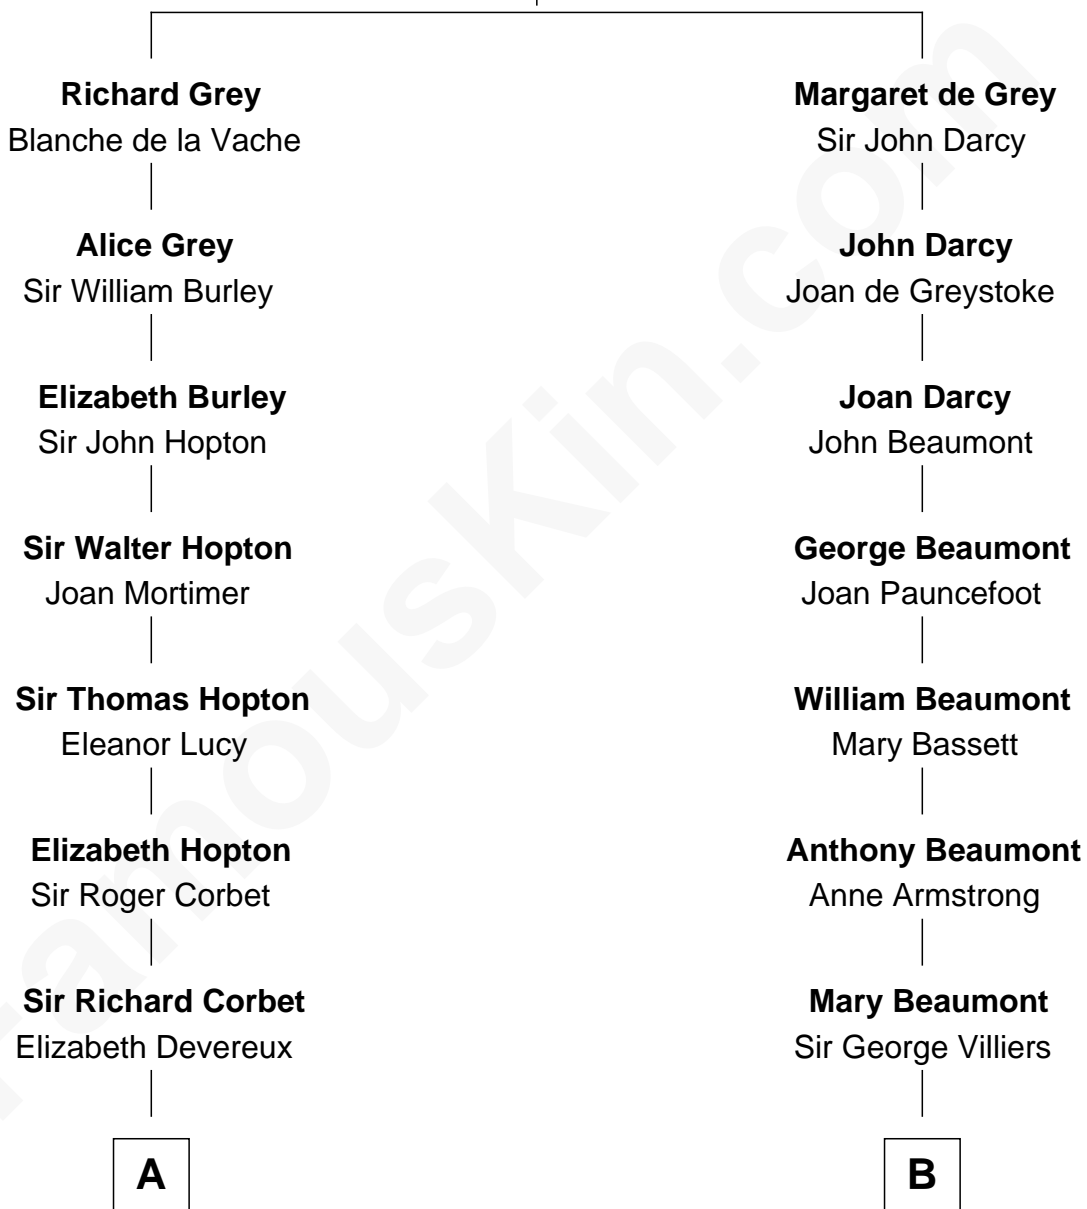 Richard Grey
Blanche de la Vache
Alice Grey
Sir William Burley
Elizabeth Burley
Sir John Hopton
Sir Walter Hopton
Joan Mortimer
Sir Thomas Hopton
Eleanor Lucy
Elizabeth Hopton
Sir Roger Corbet
Sir Richard Corbet
Elizabeth Devereux
A
Margaret de Grey
Sir John Darcy
John Darcy
Joan de Greystoke
Joan Darcy
John Beaumont
George Beaumont
Joan Pauncefoot
William Beaumont
Mary Bassett
Anthony Beaumont
Anne Armstrong
Mary Beaumont
Sir George Villiers
B
FamousKin.com